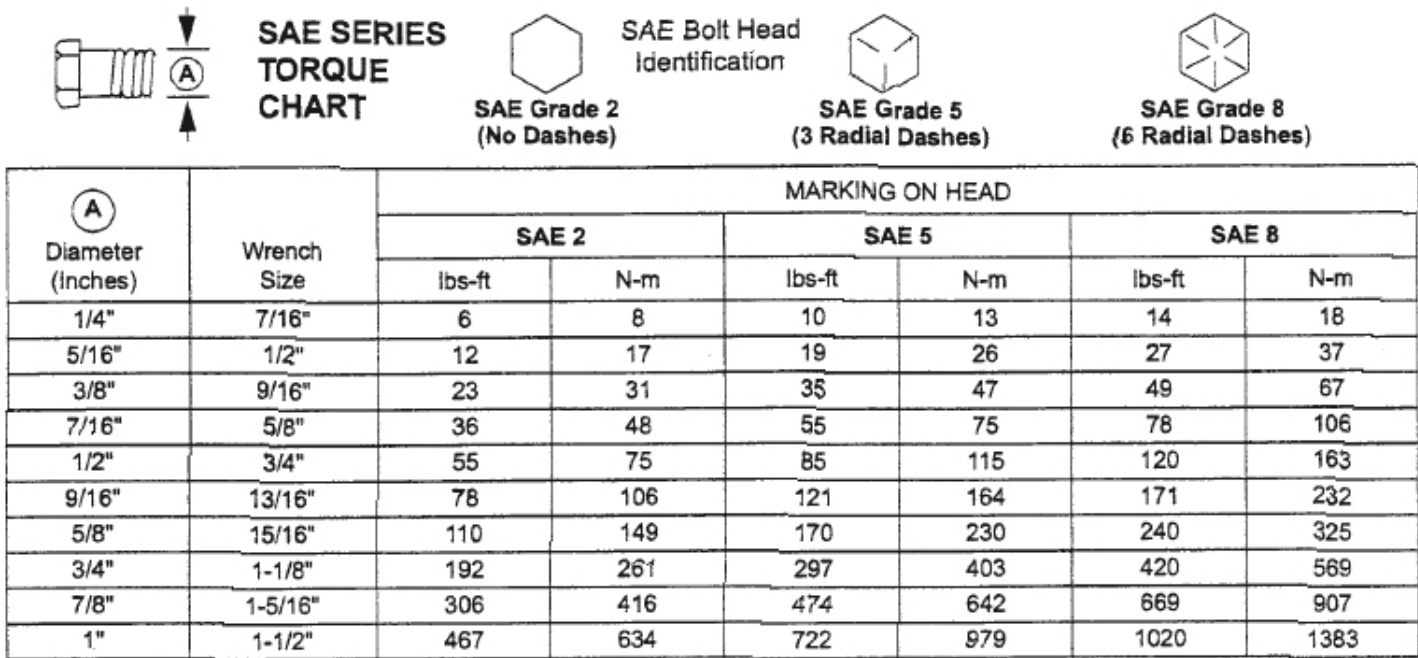 SAE SERIES
TORQUE
CHART
A
SAE Bolt Head
Identification
SAE Grade 2
(No Dashes)
SAE Grade 5
(3 Radial Dashes)
SAE Grade 8
(6 Radial Dashes)
A
Diameter
(Inches)
Wrench
Size
MARKING ON HEAD
SAE 2 SAE 5 SAE 8
lbs-ft N-m lbs-ft N-m lbs-ft N-m
1/4" 7/16" 6 8 10 13 14 18
5/16" 1/2" 12 17 19 26 27 37
3/8" 9/16" 23 31 35 47 49 67
7/16" 5/8" 36 48 55 75 78 106
1/2" 3/4" 55 75 85 115 120 163
9/16" 13/16" 78 106 121 164 171 232
5/8" 15/16" 110 149 170 230 240 325
3/4" 1-1/8" 192 261 297 403 420 569
7/8" 1-5/16" 306 416 474 642 669 907
1" 1-1/2" 467 634 722 979 1020 1383